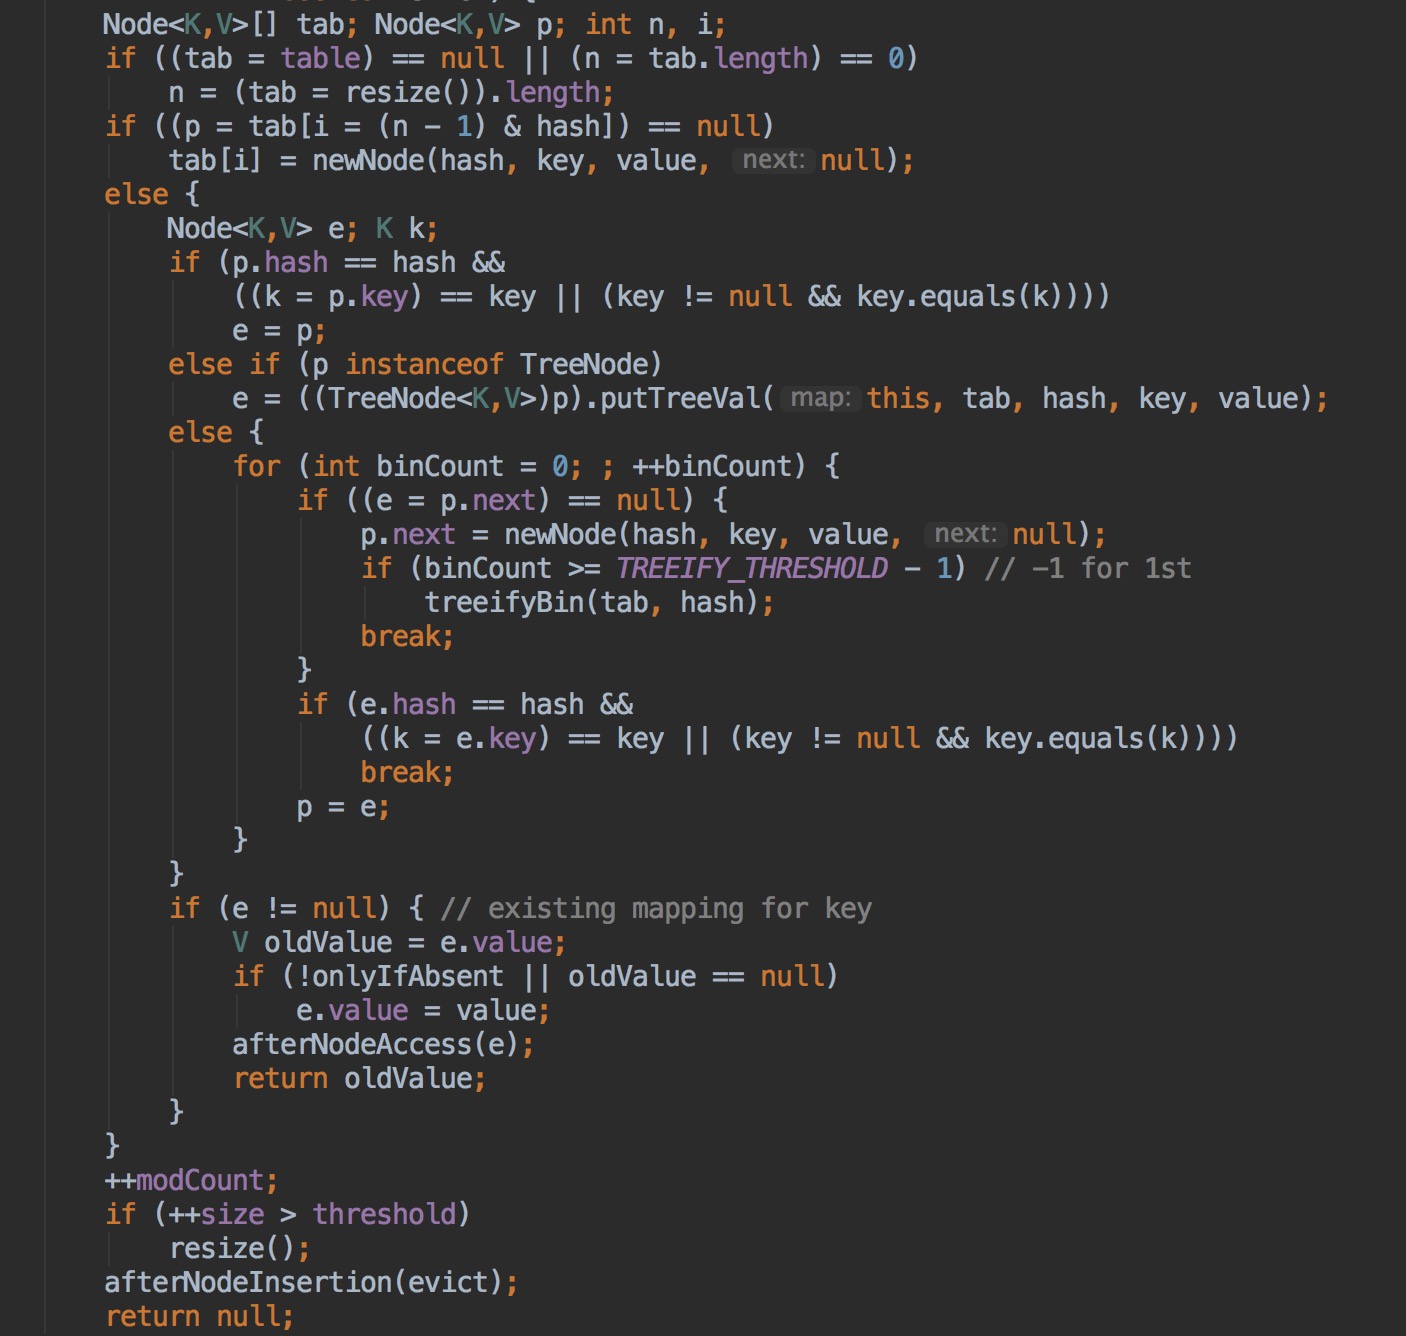 Node<K,V>[] tab; Node<K,V> p; int n, i;
if ((tab = table) == null || (n = tab.length) == 0)
n = (tab = resize()).length;
if ((p = tab[i = (n - 1) & hash]) == null)
tab[i] = newNode(hash, key, value, next: null);
else {
Node<K,V> e; K k;
if (p.hash == hash &&
((k = p.key) == key || (key != null && key.equals(k))))
e = p;
else if (p instanceof TreeNode)
e = ((TreeNode<K,V>)p).putTreeVal( map: this, tab, hash, key, value);
else {
for (int binCount = 0; ; ++binCount) {
if ((e = p.next) == null) {
p.next = newNode(hash, key, value, next: null);
if (binCount >= TREEIFY_THRESHOLD - 1) // -1 for 1st
treeifyBin(tab, hash);
break;
}
if (e.hash == hash &&
((k = e.key) == key || (key != null && key.equals(k))))
break;
p = e;
}
}
if (e != null) { // existing mapping for key
V oldValue = e.value;
if (!onlyIfAbsent || oldValue == null)
e.value = value;
afterNodeAccess(e);
return oldValue;
}
}
++modCount;
if (++size > threshold)
resize();
afterNodeInsertion(evict);
return null;